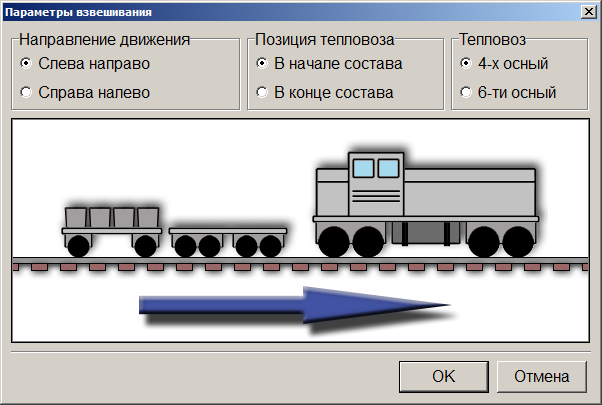 Параметры взвешивания
Направление движения
Слева направо
Справа налево
Позиция тепловоза
В начале состава
В конце состава
Тепловоз
4-х осный
6-ти осный
OK
Отмена